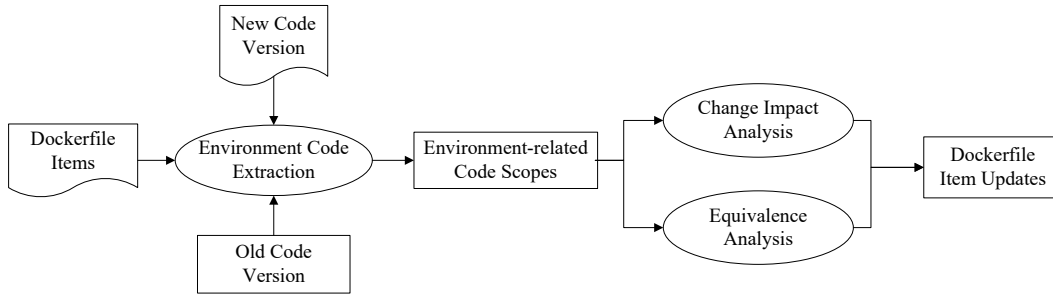 New Code
Version
Dockerfile
Items
Environment Code
Extraction
Old Code
Version
Environment-related
Code Scopes
Change Impact
Analysis
Equivalence
Analysis
Dockerfile
Item Updates